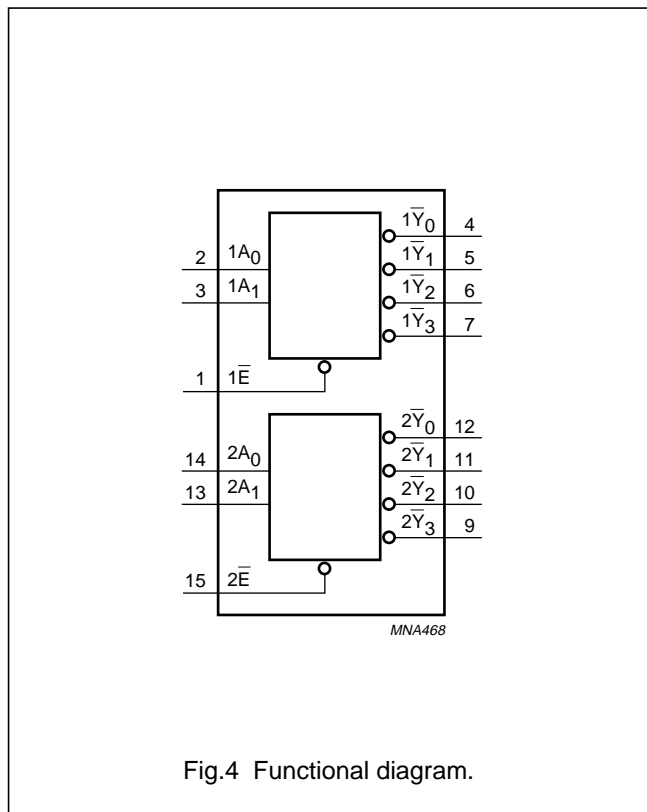 1Y̅0 4
2 1A0 1Y̅1 5
3 1A1 1Y̅2 6
1Y̅3 7
1 1E̅
2Y̅0 12
14 2A0 2Y̅1 11
13 2A1 2Y̅2 10
2Y̅3 9
15 2E̅
MNA468
Fig.4 Functional diagram.